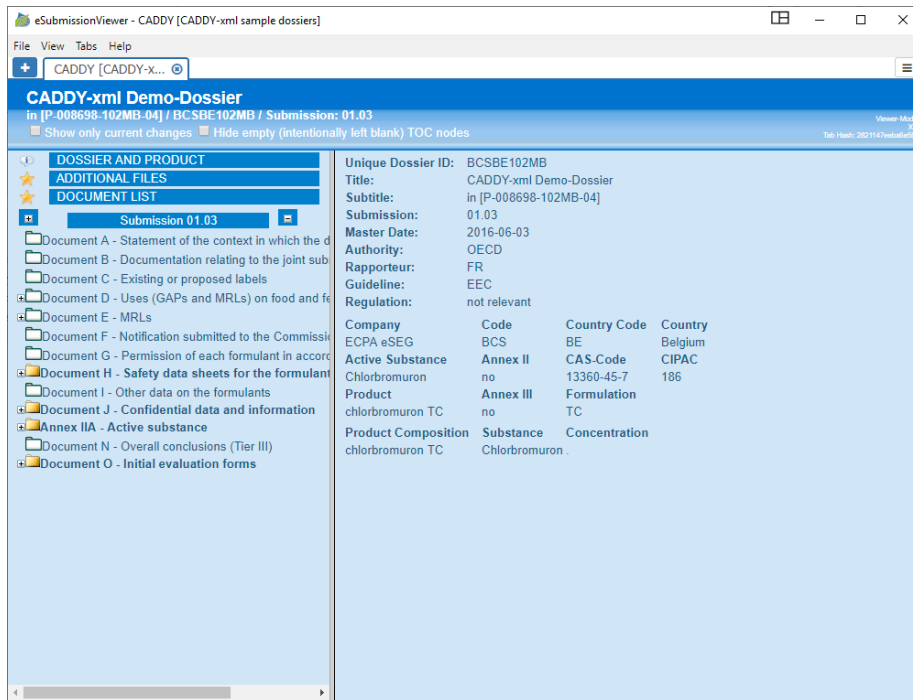 eSubmissionViewer - CADDY [CADDY-xml sample dossiers]
File View Tabs Help
CADDY [CADDY-x...
CADDY-xml Demo-Dossier
in [P-008698-102MB-04] / BCSBE102MB / Submission: 01.03
Show only current changes Hide empty (intentionally left blank) TOC nodes
Viewer-Mod
Tab Hash:
DOSSIER AND PRODUCT
ADDITIONAL FILES
DOCUMENT LIST
Submission 01.03
Document A - Statement of the context in which the d
Document B - Documentation relating to the joint sub
Document C - Existing or proposed labels
Document D - Uses (GAPs and MRLs) on food and fe
Document E - MRLs
Document F - Notification submitted to the Commissi
Document G - Permission of each formulant in accord
Document H - Safety data sheets for the formulant
Document I - Other data on the formulants
Document J - Confidential data and information
Annex IIA - Active substance
Document N - Overall conclusions (Tier III)
Document O - Initial evaluation forms
Unique Dossier ID: BCSBE102MB
Title: CADDY-xml Demo-Dossier
Subtitle: in [P-008698-102MB-04]
Submission: 01.03
Master Date: 2016-06-03
Authority: OECD
Rapporteur: FR
Guideline: EEC
Regulation: not relevant
Company Code Country Code Country
ECPA eSEG BCS BE Belgium
Active Substance Annex II CAS-Code CIPAC
Chlorbromuron no 13360-45-7 186
Product Annex III Formulation
chlorbromuron TC no TC
Product Composition Substance Concentration
chlorbromuron TC Chlorbromuron .